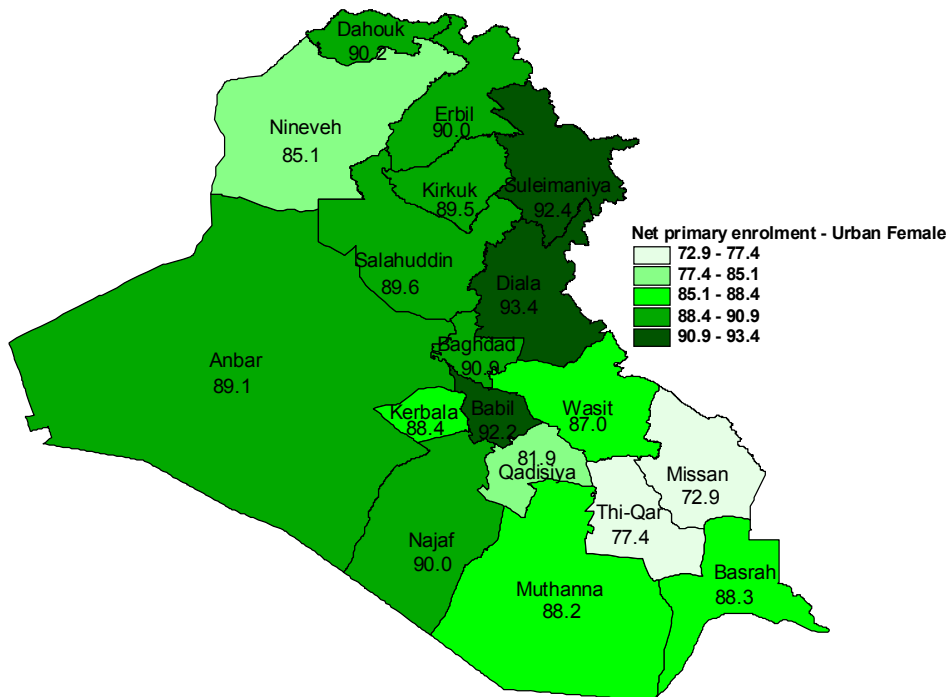 Dahouk
90.2
Erbil
90.0
Nineveh
85.1
Kirkuk
89.5
Suleimaniya
92.4
Net primary enrolment - Urban Female
72.9 - 77.4
77.4 - 85.1
85.1 - 88.4
88.4 - 90.9
90.9 - 93.4
Salahuddin
89.6
Diala
93.4
Baghdad
90.9
Anbar
89.1
Kerbala
88.4
Babil
92.2
Wasit
87.0
81.9
Qadisiya
Missan
72.9
Thi-Qar
77.4
Najaf
90.0
Muthanna
88.2
Basrah
88.3